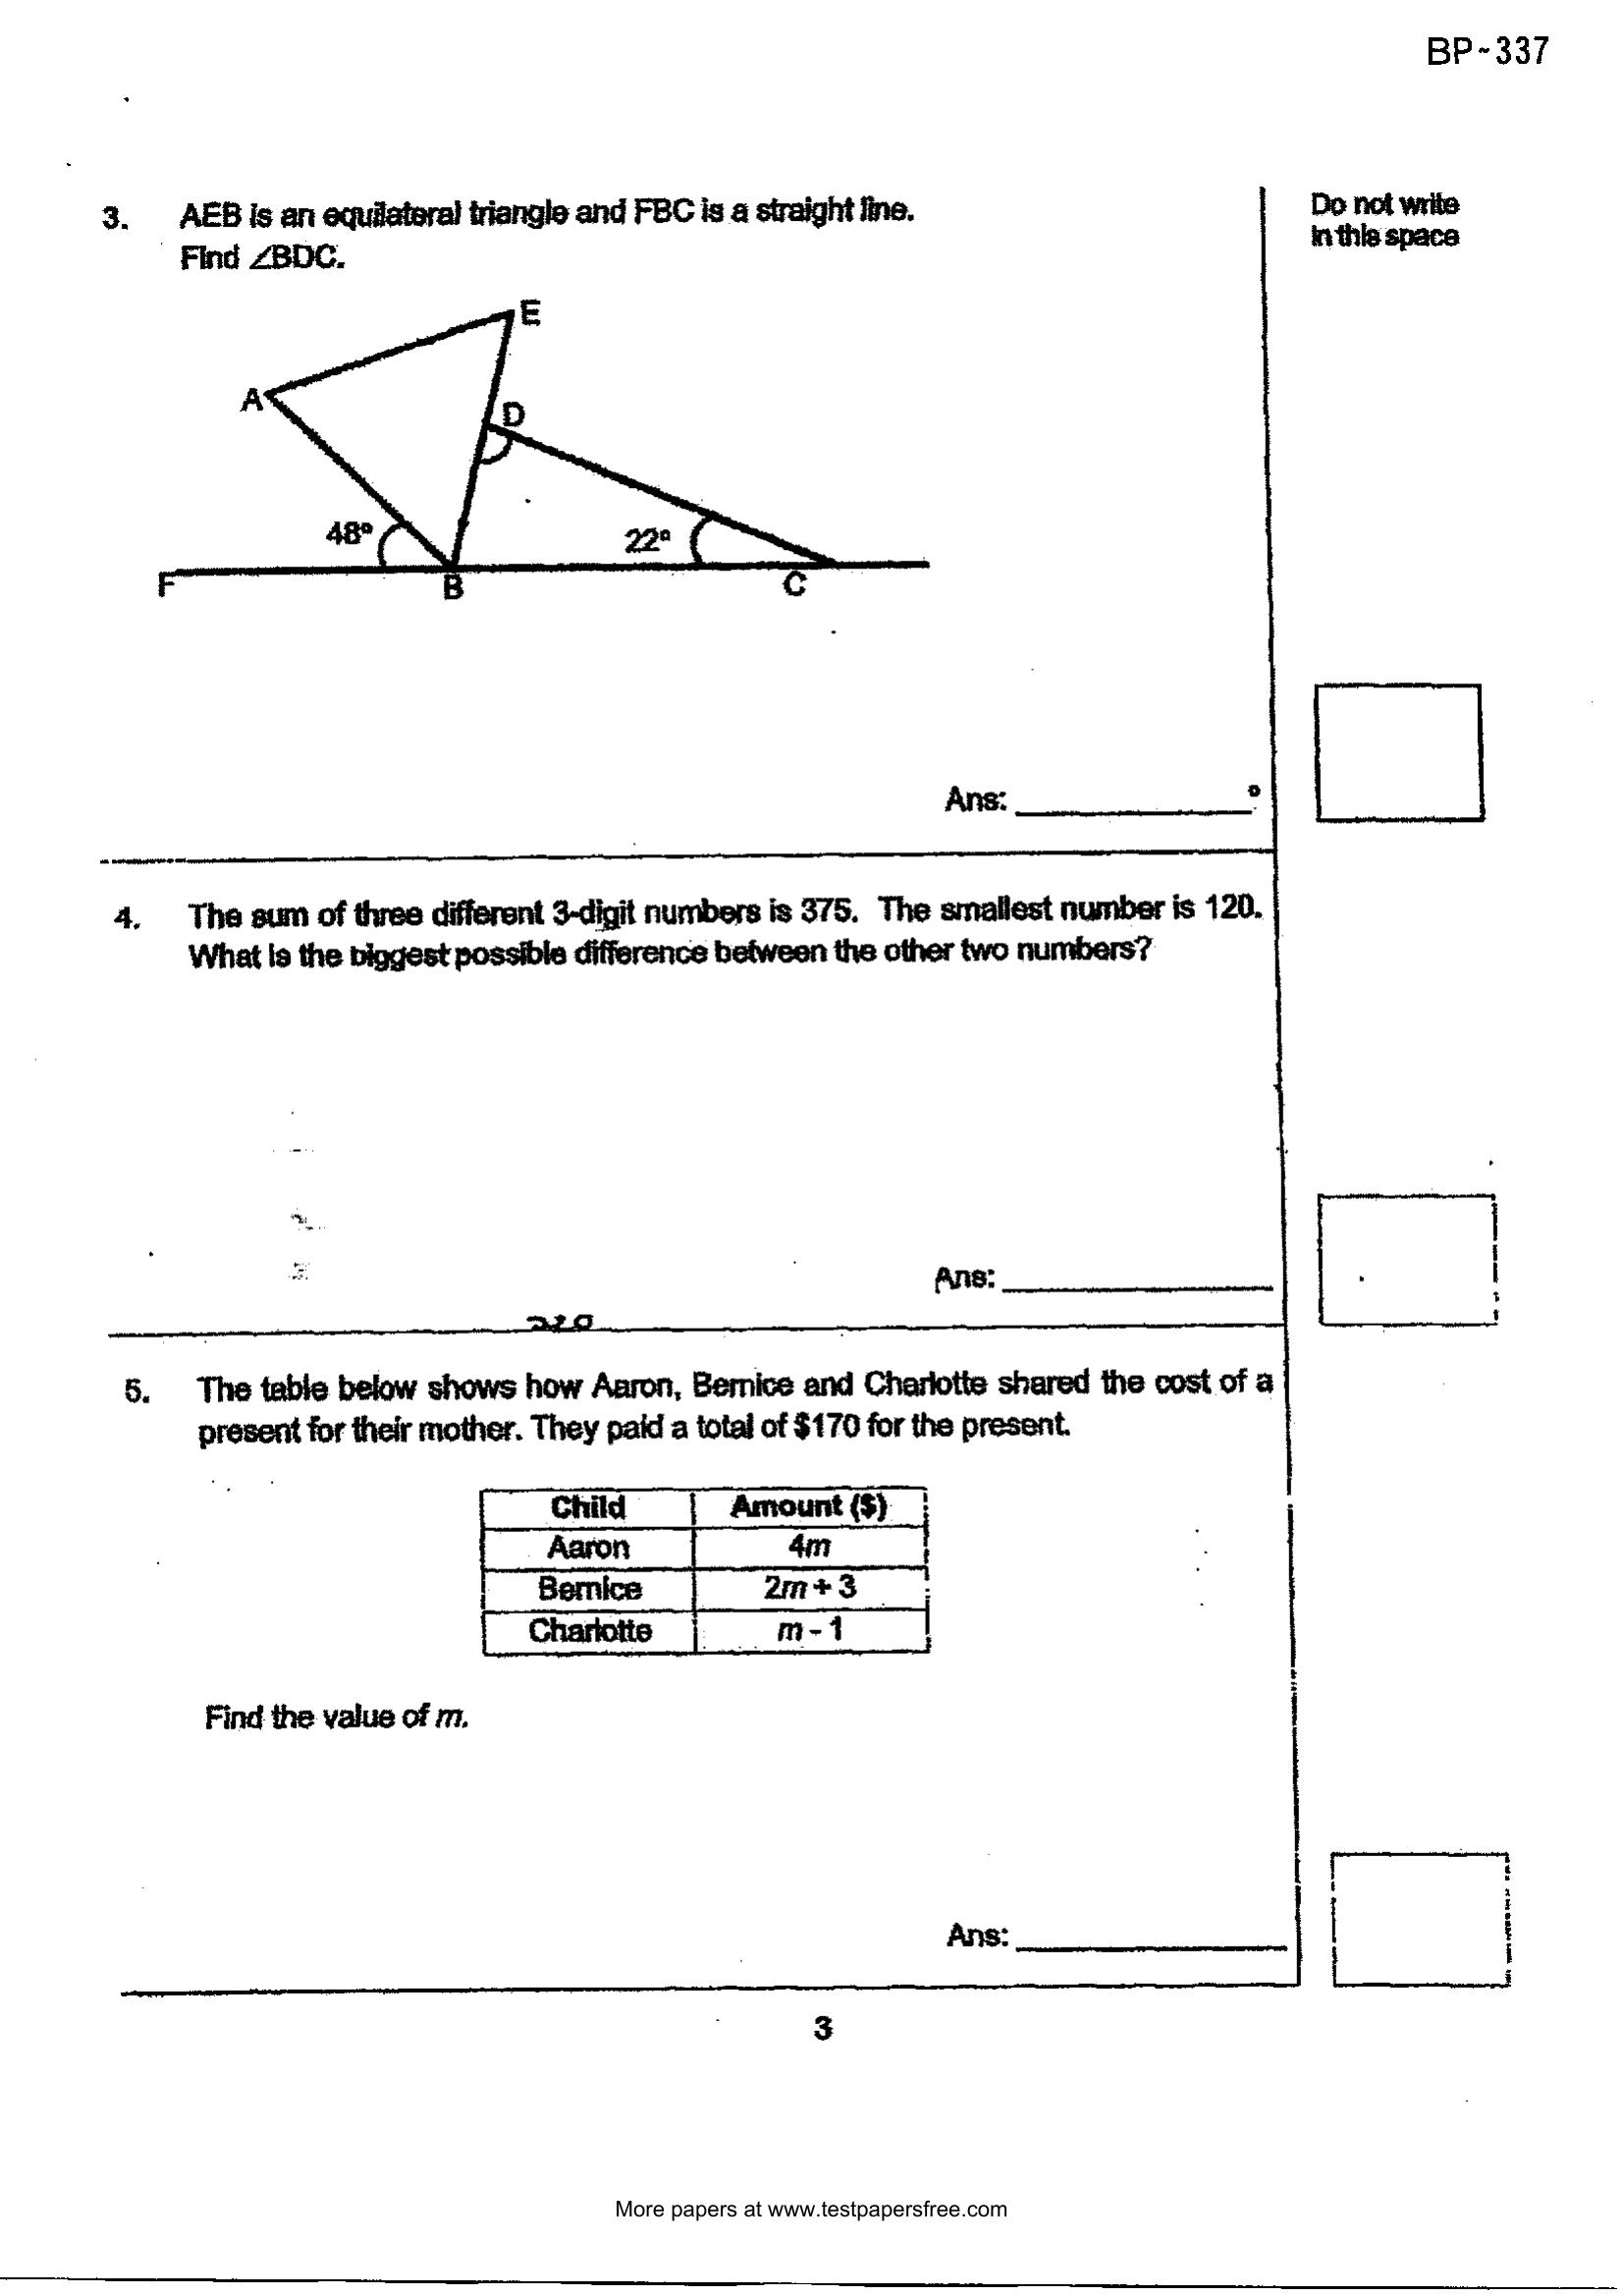 BP-337
3. AEB is an equilateral triangle and FBC is a straight line.
Find ∠BDC.
Do not write
in this space
E
A
D
48°
22°
F
B
C
Ans: ____________°
4. The sum of three different 3-digit numbers is 375. The smallest number is 120.
What is the biggest possible difference between the other two numbers?
Ans: ____________
5. The table below shows how Aaron, Bernice and Charlotte shared the cost of a
present for their mother. They paid a total of $170 for the present.
Child Amount ($)
Aaron 4m
Bernice 2m + 3
Charlotte m - 1
Find the value of m.
Ans: ____________
3
More papers at www.testpapersfree.com